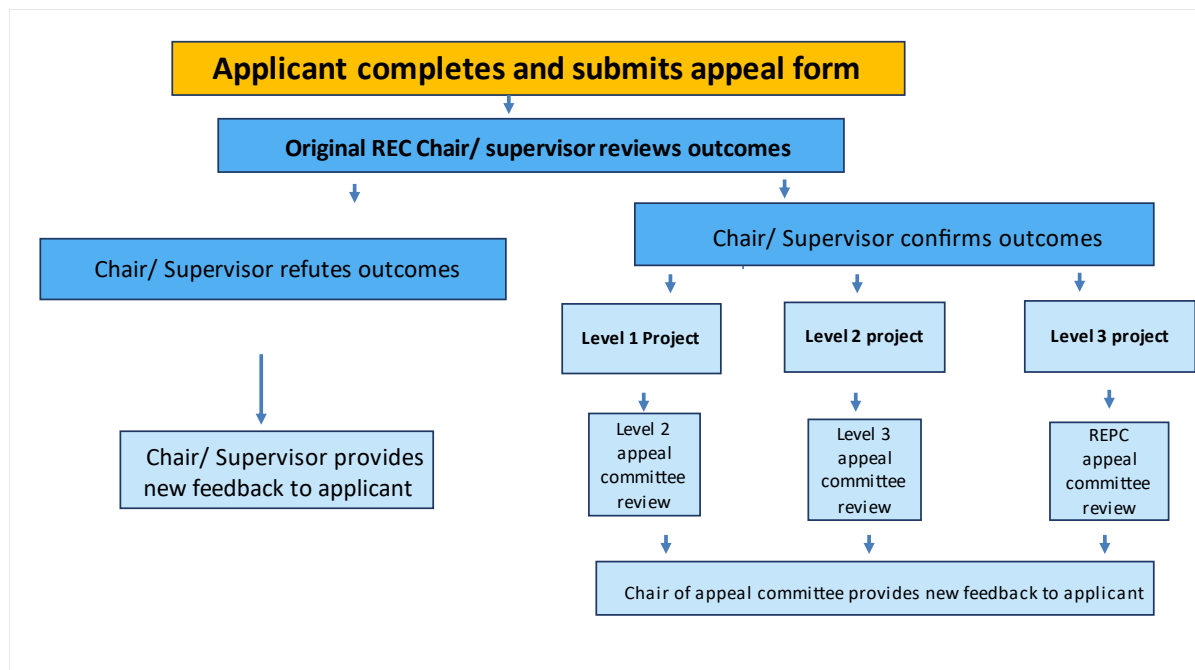 Applicant completes and submits appeal form
Original REC Chair/ supervisor reviews outcomes
Chair/ Supervisor refutes outcomes
Chair/ Supervisor provides
new feedback to applicant
Chair/ Supervisor confirms outcomes
Level 1 Project
Level 2 project
Level 3 project
Level 2
appeal
committee
review
Level 3
appeal
committee
review
REPC
appeal
committee
review
Chair of appeal committee provides new feedback to applicant